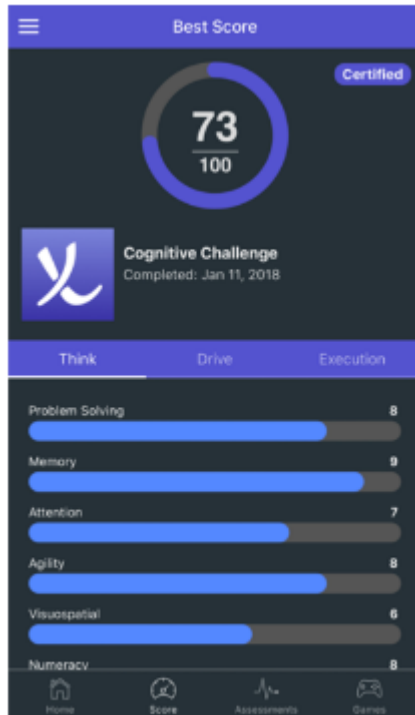 Best Score
Certified
73
100
Cognitive Challenge
Completed: Jan 11, 2018
Think Drive Execution
Problem Solving 8
Memory 9
Attention 7
Agility 8
Visuospatial 6
Numeracy 8
Home Score Assessments Games